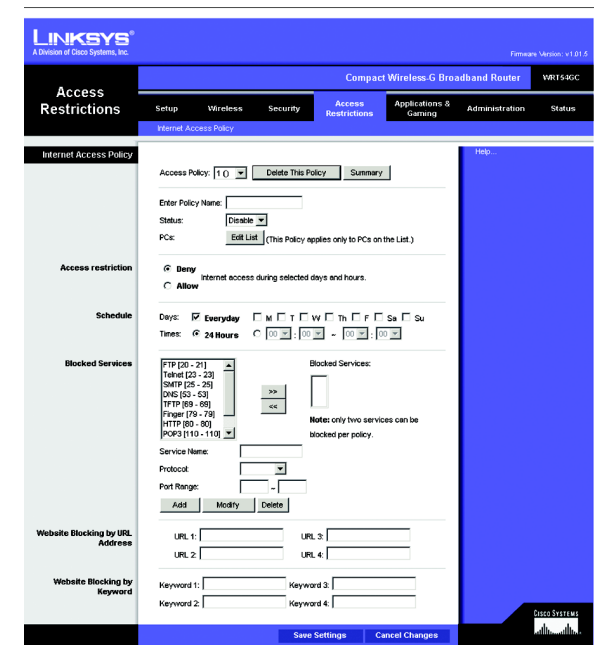 LINKSYS®
A Division of Cisco Systems, Inc.
Firmware Version: v1.01.5
Compact Wireless-G Broadband Router WRT54GC
Access Restrictions
Setup Wireless Security Access Restrictions Applications & Gaming Administration Status
Internet Access Policy
Internet Access Policy
Help...
Access Policy: 10 Delete This Policy Summary
Enter Policy Name:
Status: Disable
PCs: Edit List (This Policy applies only to PCs on the List.)
Access restriction
Deny
Internet access during selected days and hours.
Allow
Schedule
Days: Everyday M T W Th F Sa Su
Times: 24 Hours 00 : 00 ~ 00 : 00
Blocked Services
FTP [20 - 21]
Telnet [23 - 23]
SMTP [25 - 25]
DNS [53 - 53]
TFTP [69 - 69]
Finger [79 - 79]
HTTP [80 - 80]
POP3 [110 - 110]
>>
<<
Blocked Services:
Note: only two services can be
blocked per policy.
Service Name:
Protocol:
Port Range: ~
Add Modify Delete
Website Blocking by URL
Address
URL 1: URL 3:
URL 2: URL 4:
Website Blocking by
Keyword
Keyword 1: Keyword 3:
Keyword 2: Keyword 4:
CISCO SYSTEMS
Save Settings Cancel Changes